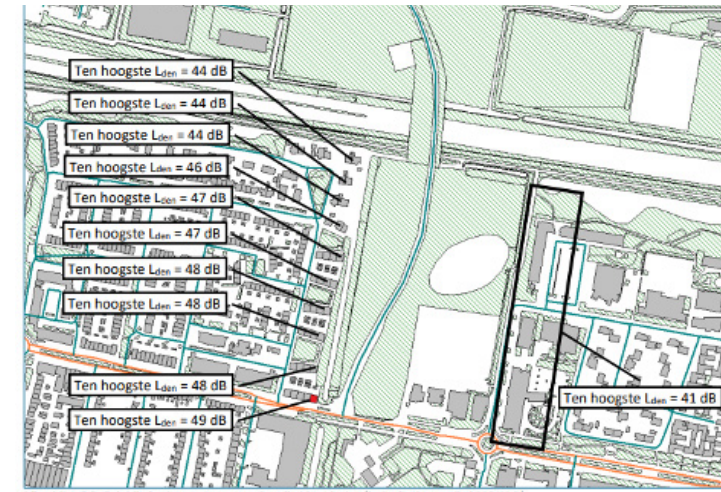 Ten hoogste Lden = 44 dB
Ten hoogste Lden = 44 dB
Ten hoogste Lden = 44 dB
Ten hoogste Lden = 46 dB
Ten hoogste Lden = 47 dB
Ten hoogste Lden = 47 dB
Ten hoogste Lden = 48 dB
Ten hoogste Lden = 48 dB
Ten hoogste Lden = 48 dB
Ten hoogste Lden = 41 dB
Ten hoogste Lden = 49 dB